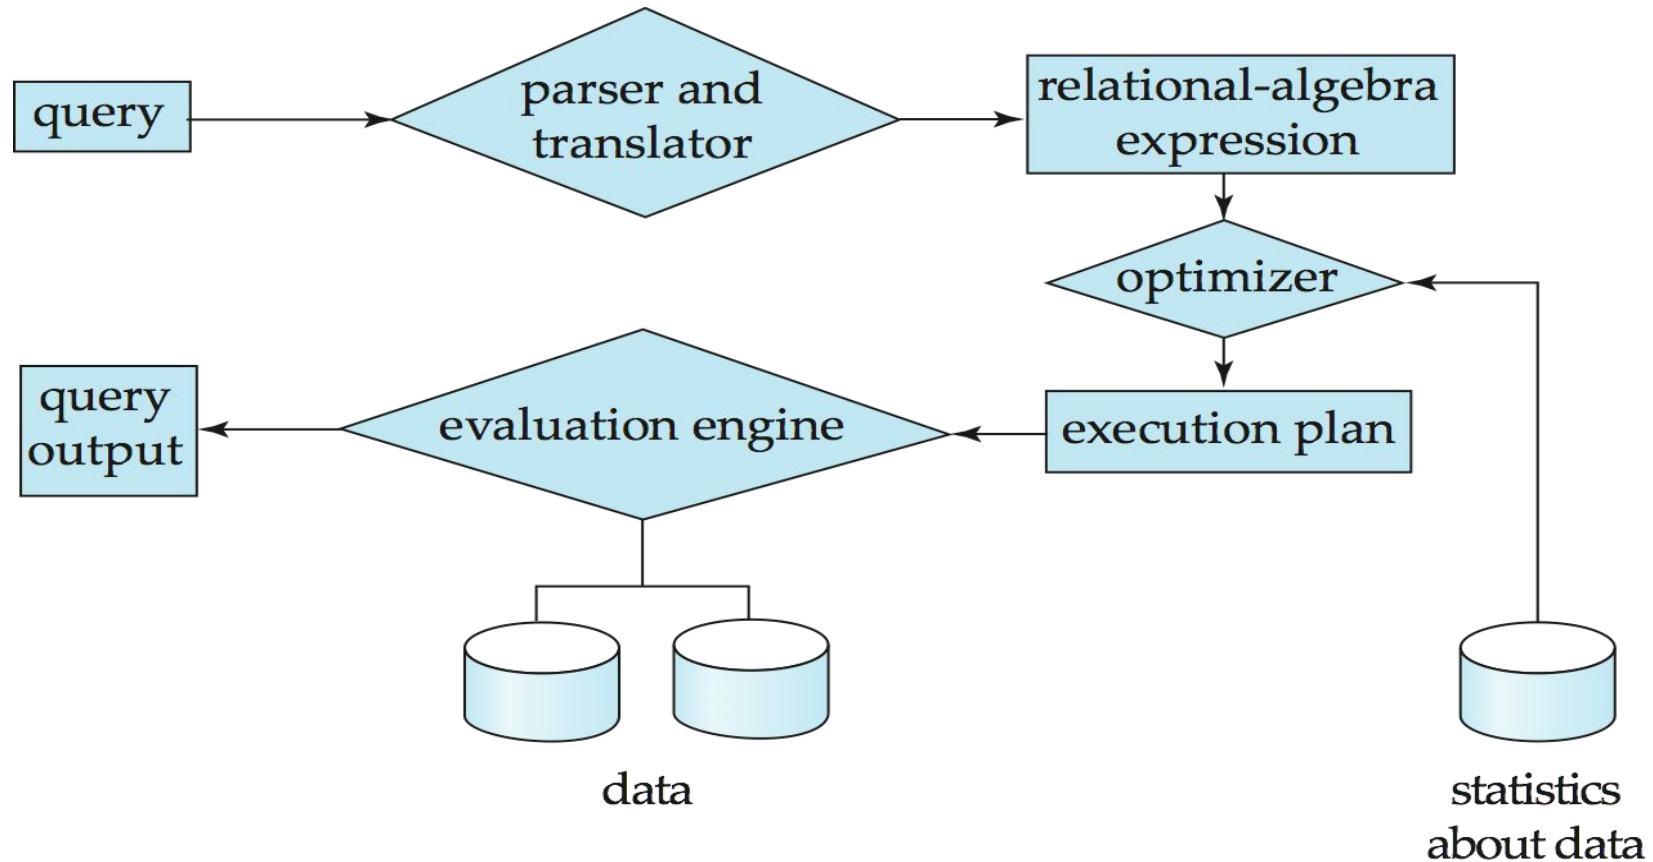 query
parser and
translator
relational-algebra
expression
optimizer
query
output
evaluation engine
execution plan
data
statistics
about data